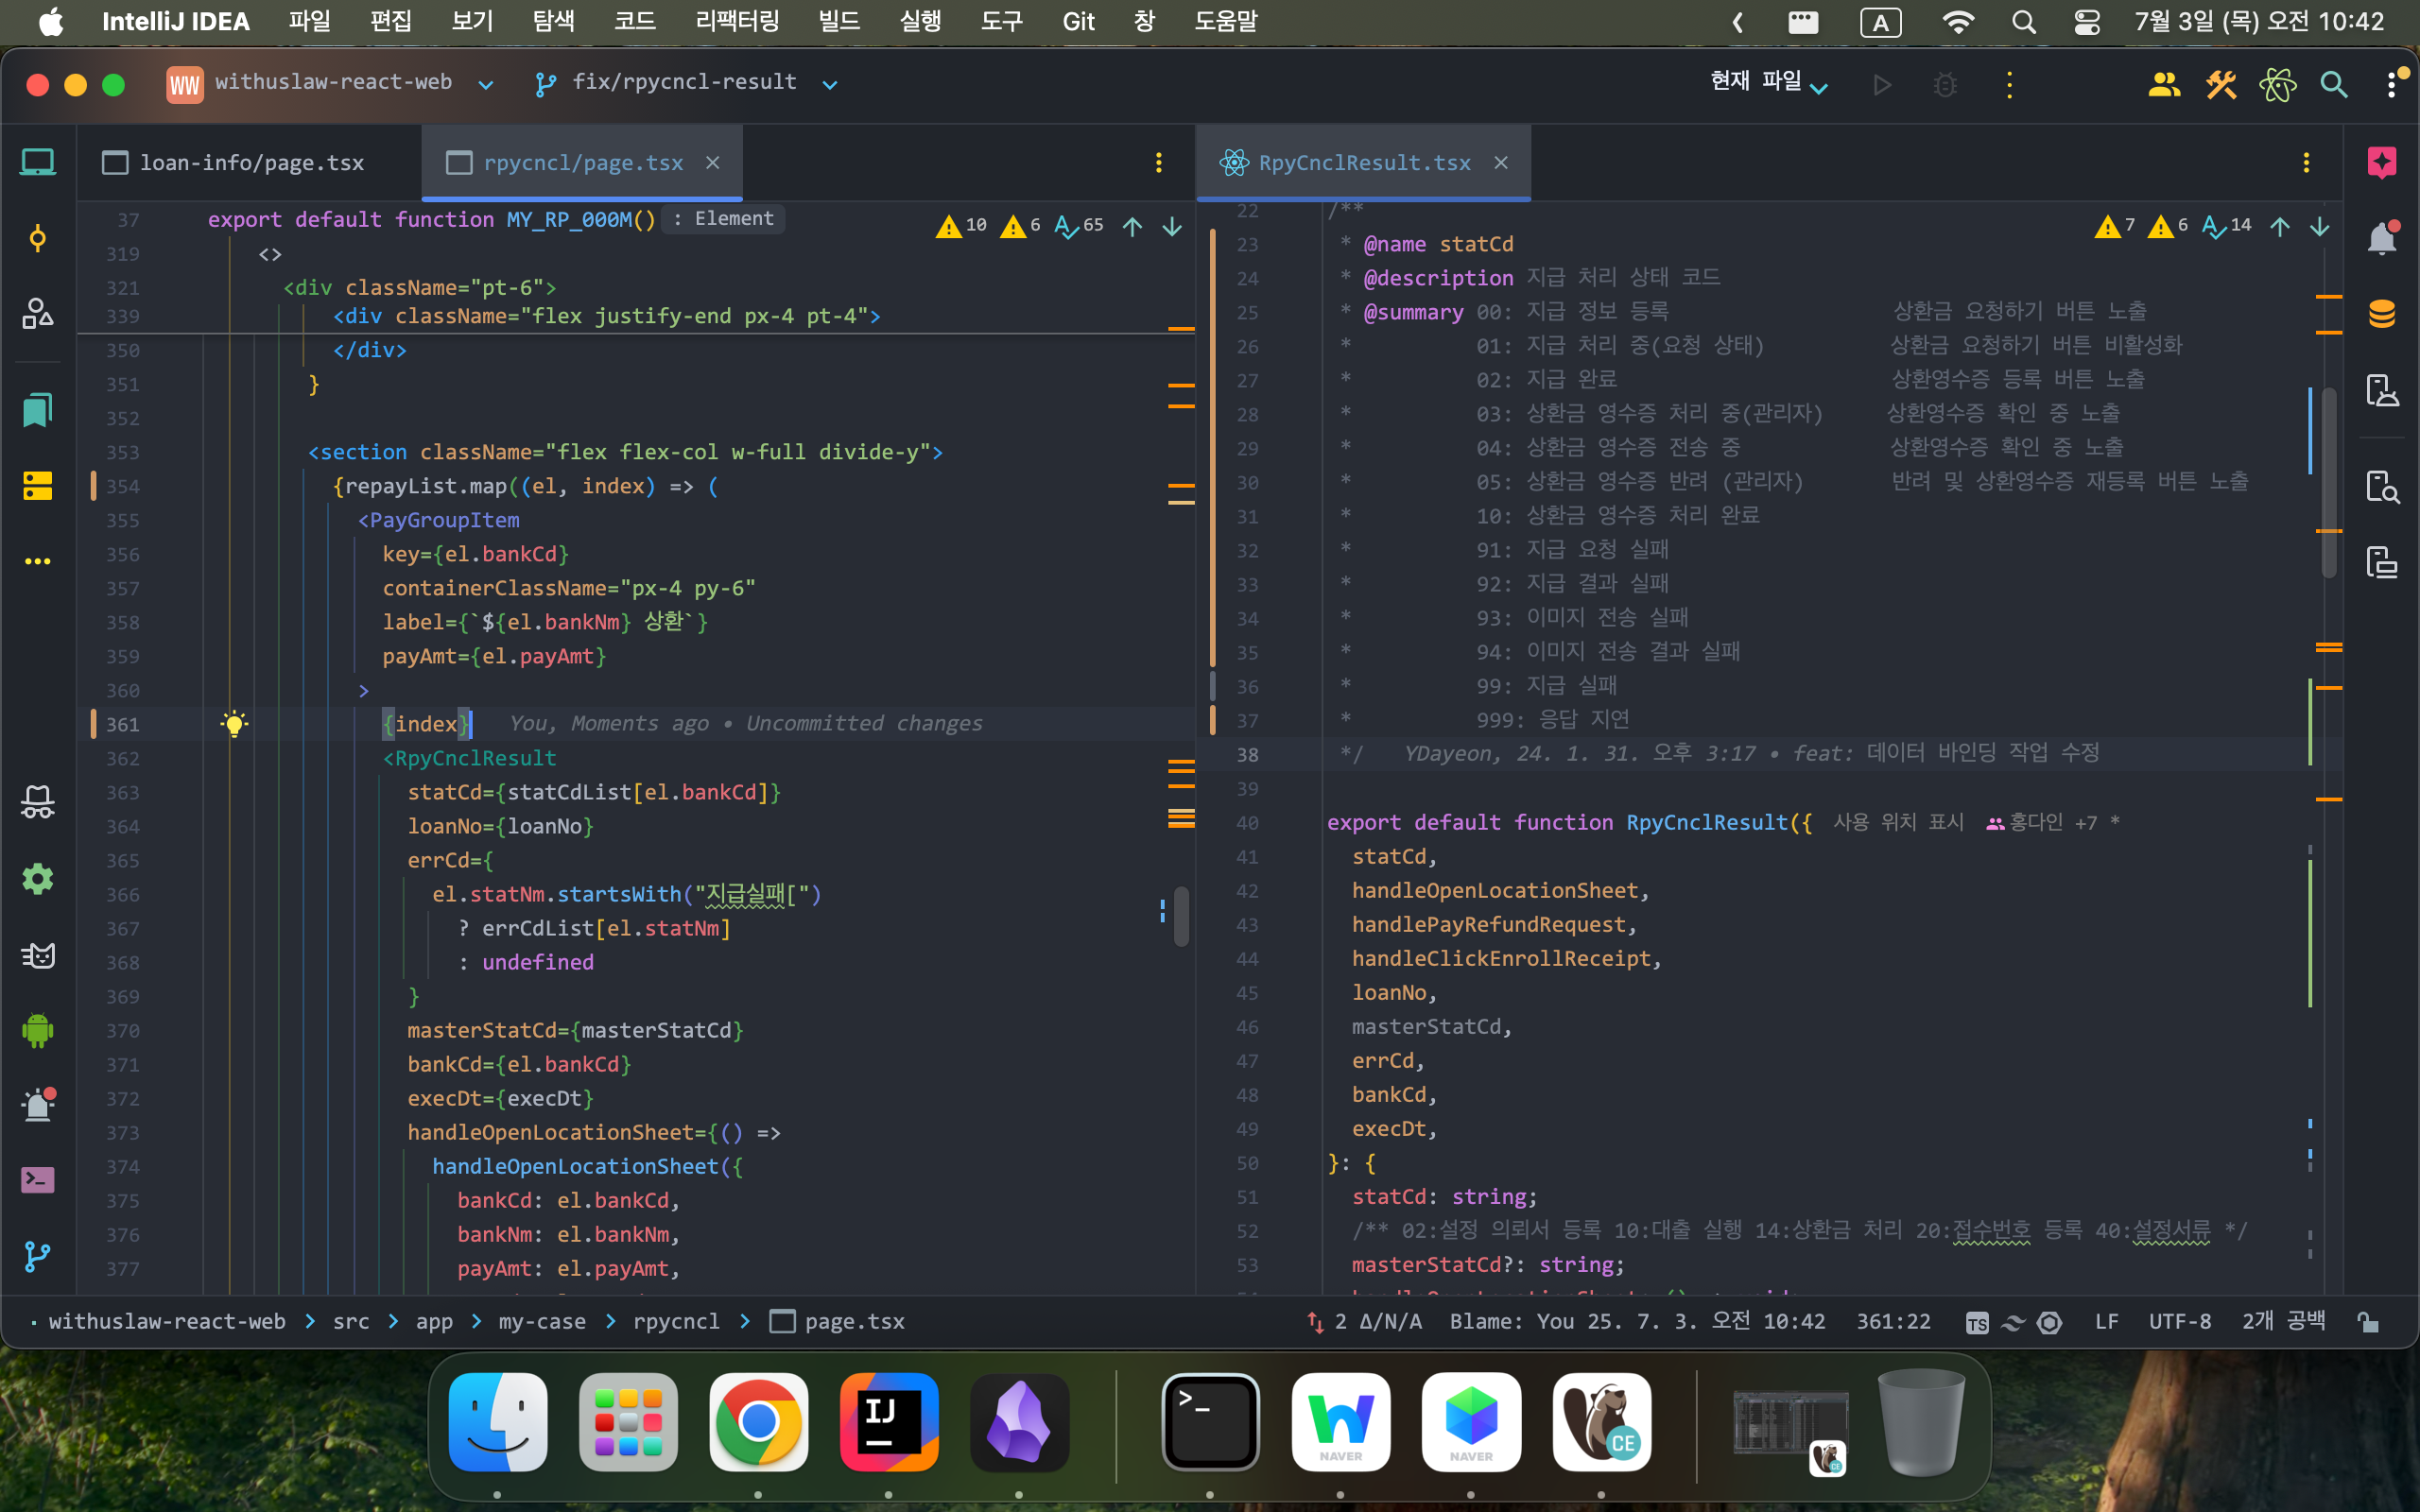 IntelliJ IDEA 파일 편집 보기 탐색 코드 리팩터링 빌드 실행 도구 Git 창 도움말 A 7월 3일 (목) 오전 10:42
WW withuslaw-react-web fix/rpycncl-result 현재 파일
loan-info/page.tsx rpycncl/page.tsx
37 export default function MY_RP_000M() : Element 10 6 65
319 <>
321 <div className="pt-6">
339 <div className="flex justify-end px-4 pt-4">
350 </div>
351 }
352
353 <section className="flex flex-col w-full divide-y">
354 {repayList.map((el, index) => (
355 <PayGroupItem
356 key={el.bankCd}
357 containerClassName="px-4 py-6"
358 label={`${el.bankNm} 상환`}
359 payAmt={el.payAmt}
360 >
361 {index} You, Moments ago • Uncommitted changes
362 <RpyCnclResult
363 statCd={statCdList[el.bankCd]}
364 loanNo={loanNo}
365 errCd={
366 el.statNm.startsWith("지급실패[")
367 ? errCdList[el.statNm]
368 : undefined
369 }
370 masterStatCd={masterStatCd}
371 bankCd={el.bankCd}
372 execDt={execDt}
373 handleOpenLocationSheet={() =>
374 handleOpenLocationSheet({
375 bankCd: el.bankCd,
376 bankNm: el.bankNm,
377 payAmt: el.payAmt,
RpyCnclResult.tsx
22 /** 7 6 14
23 * @name statCd
24 * @description 지급 처리 상태 코드
25 * @summary 00: 지급 정보 등록 상환금 요청하기 버튼 노출
26 * 01: 지급 처리 중(요청 상태) 상환금 요청하기 버튼 비활성화
27 * 02: 지급 완료 상환영수증 등록 버튼 노출
28 * 03: 상환금 영수증 처리 중(관리자) 상환영수증 확인 중 노출
29 * 04: 상환금 영수증 전송 중 상환영수증 확인 중 노출
30 * 05: 상환금 영수증 반려 (관리자) 반려 및 상환영수증 재등록 버튼 노출
31 * 10: 상환금 영수증 처리 완료
32 * 91: 지급 요청 실패
33 * 92: 지급 결과 실패
34 * 93: 이미지 전송 실패
35 * 94: 이미지 전송 결과 실패
36 * 99: 지급 실패
37 * 999: 응답 지연
38 */ YDayeon, 24. 1. 31. 오후 3:17 • feat: 데이터 바인딩 작업 수정
39
40 export default function RpyCnclResult({ 사용 위치 표시 홍다인 +7 *
41 statCd,
42 handleOpenLocationSheet,
43 handlePayRefundRequest,
44 handleClickEnrollReceipt,
45 loanNo,
46 masterStatCd,
47 errCd,
48 bankCd,
49 execDt,
50 }: {
51 statCd: string;
52 /** 02:설정 의뢰서 등록 10:대출 실행 14:상환금 처리 20:접수번호 등록 40:설정서류 */
53 masterStatCd?: string;
withuslaw-react-web > src > app > my-case > rpycncl > page.tsx 2 Δ/N/A Blame: You 25. 7. 3. 오전 10:42 361:22 TS LF UTF-8 2개 공백
IJ >_ NAVER NAVER CE